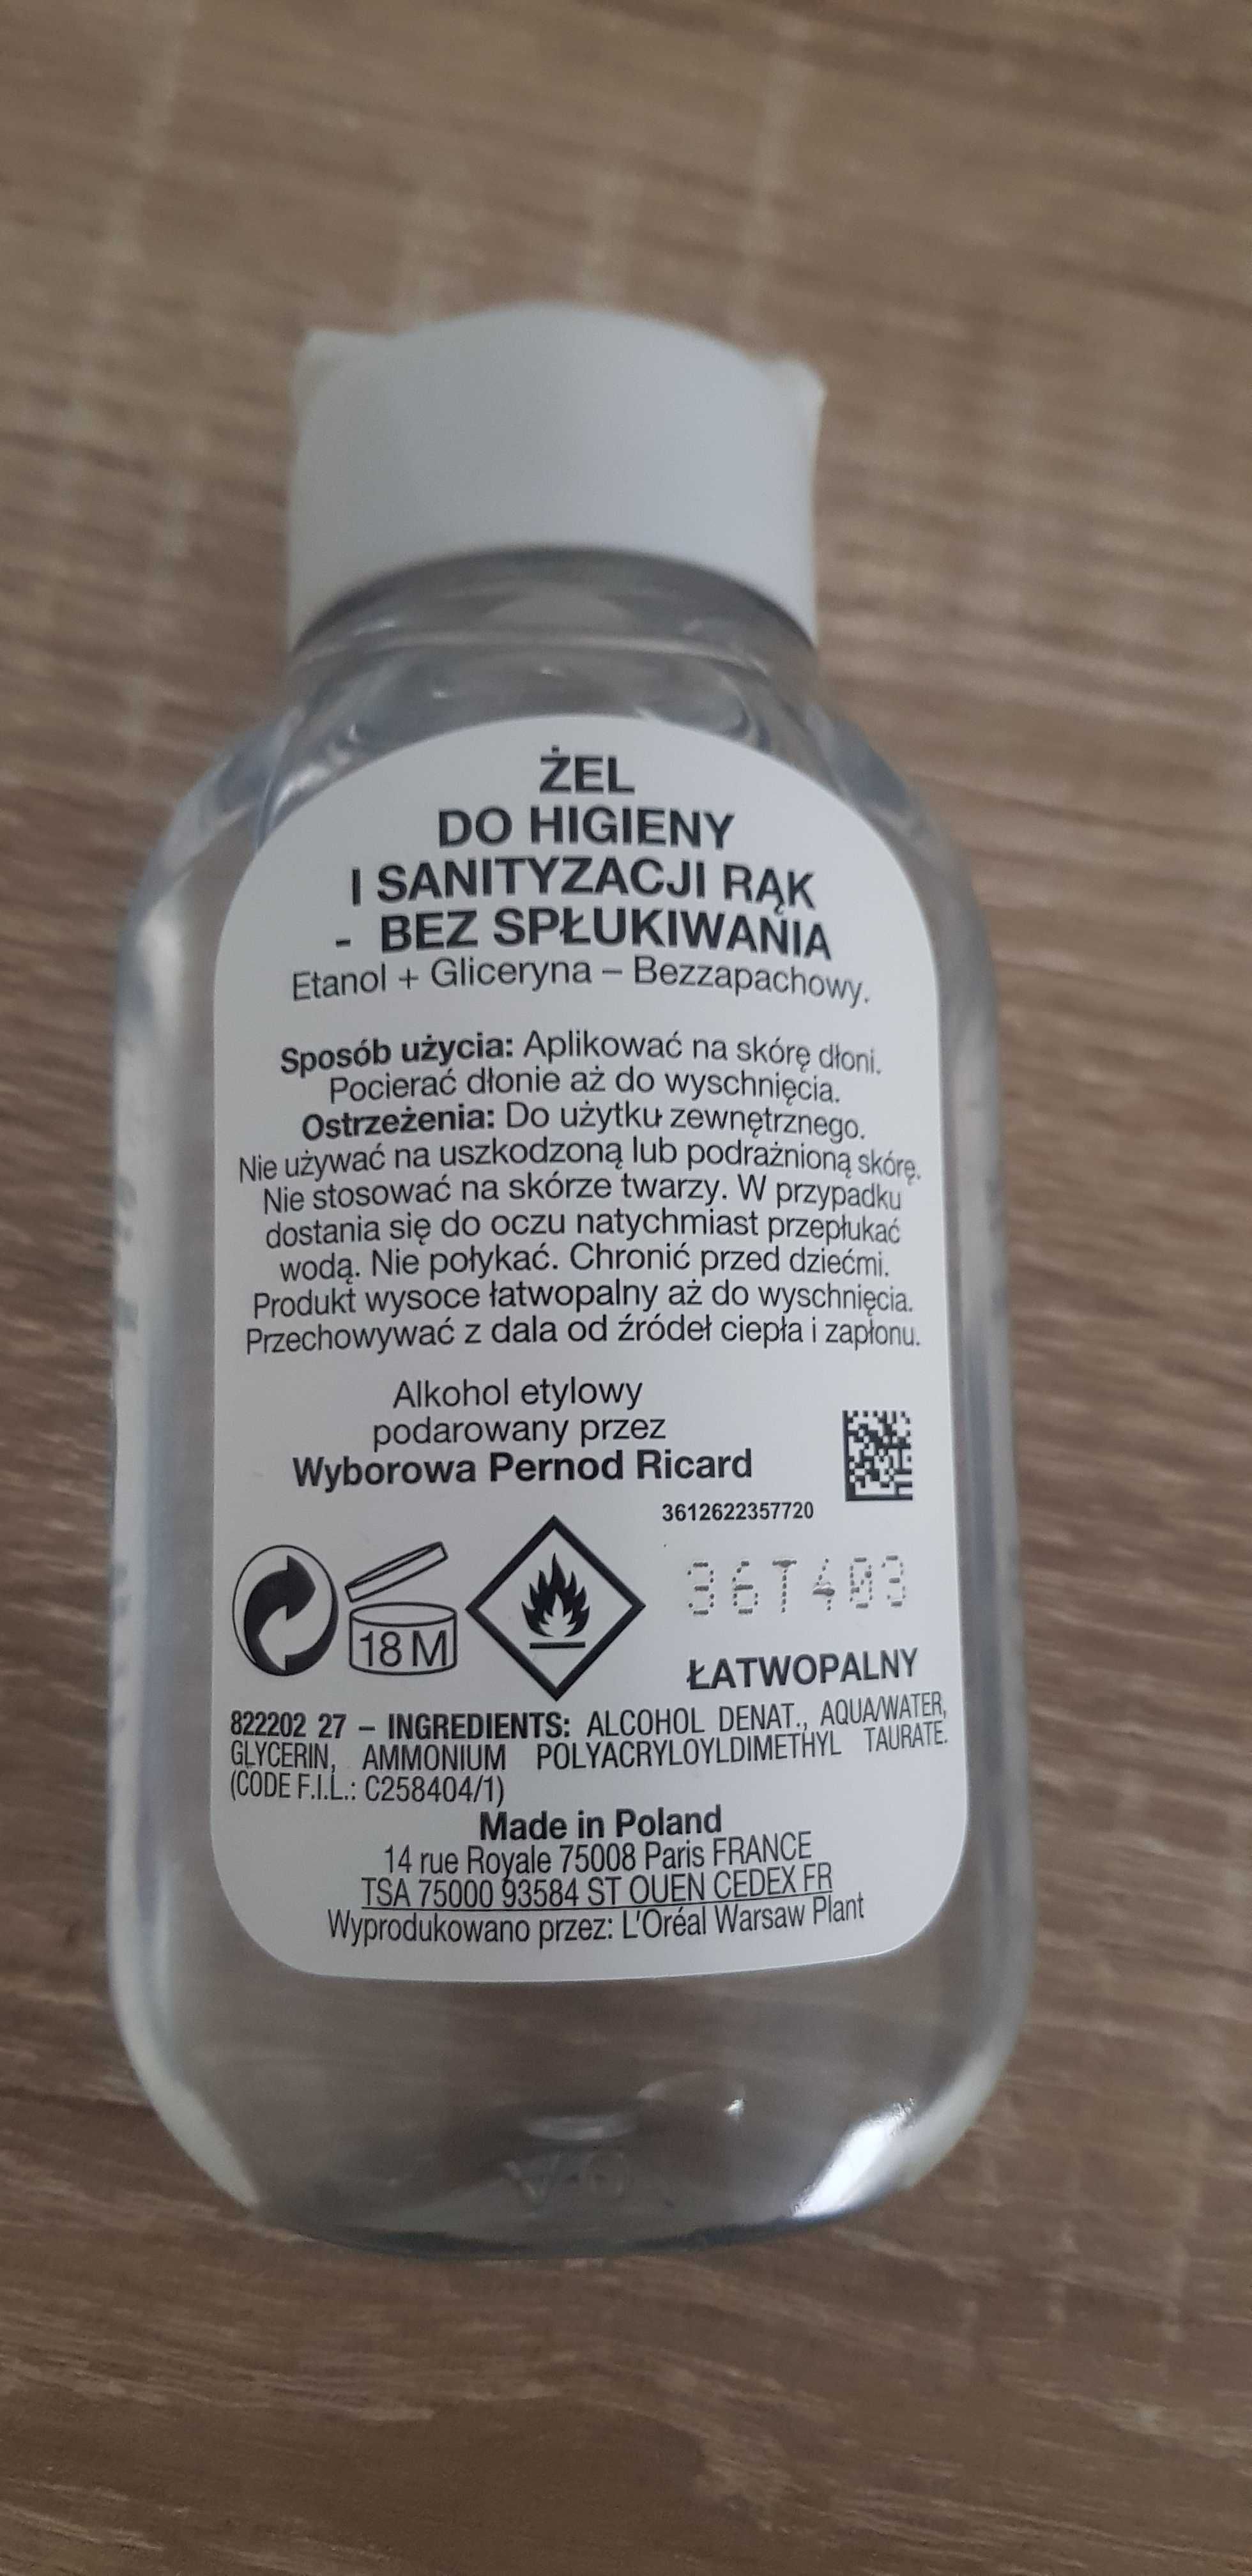 ŻEL
DO HIGIENY
I SANITYZACJI RĄK
- BEZ SPŁUKIWANIA
Etanol + Gliceryna – Bezzapachowy.
Sposób użycia: Aplikować na skórę dłoni.
Pocierać dłonie aż do wyschnięcia.
Ostrzeżenia: Do użytku zewnętrznego.
Nie używać na uszkodzoną lub podrażnioną skórę.
Nie stosować na skórze twarzy. W przypadku
dostania się do oczu natychmiast przepłukać
wodą. Nie połykać. Chronić przed dziećmi.
Produkt wysoce łatwopalny aż do wyschnięcia.
Przechowywać z dala od źródeł ciepła i zapłonu.
Alkohol etylowy
podarowany przez
Wyborowa Pernod Ricard
3612622357720
36T403
18 M
ŁATWOPALNY
822202 27 – INGREDIENTS: ALCOHOL DENAT., AQUA/WATER,
GLYCERIN, AMMONIUM POLYACRYLOYLDIMETHYL TAURATE.
(CODE F.I.L.: C258404/1)
Made in Poland
14 rue Royale 75008 Paris FRANCE
TSA 75000 93584 ST OUEN CEDEX FR
Wyprodukowano przez: L'Oréal Warsaw Plant